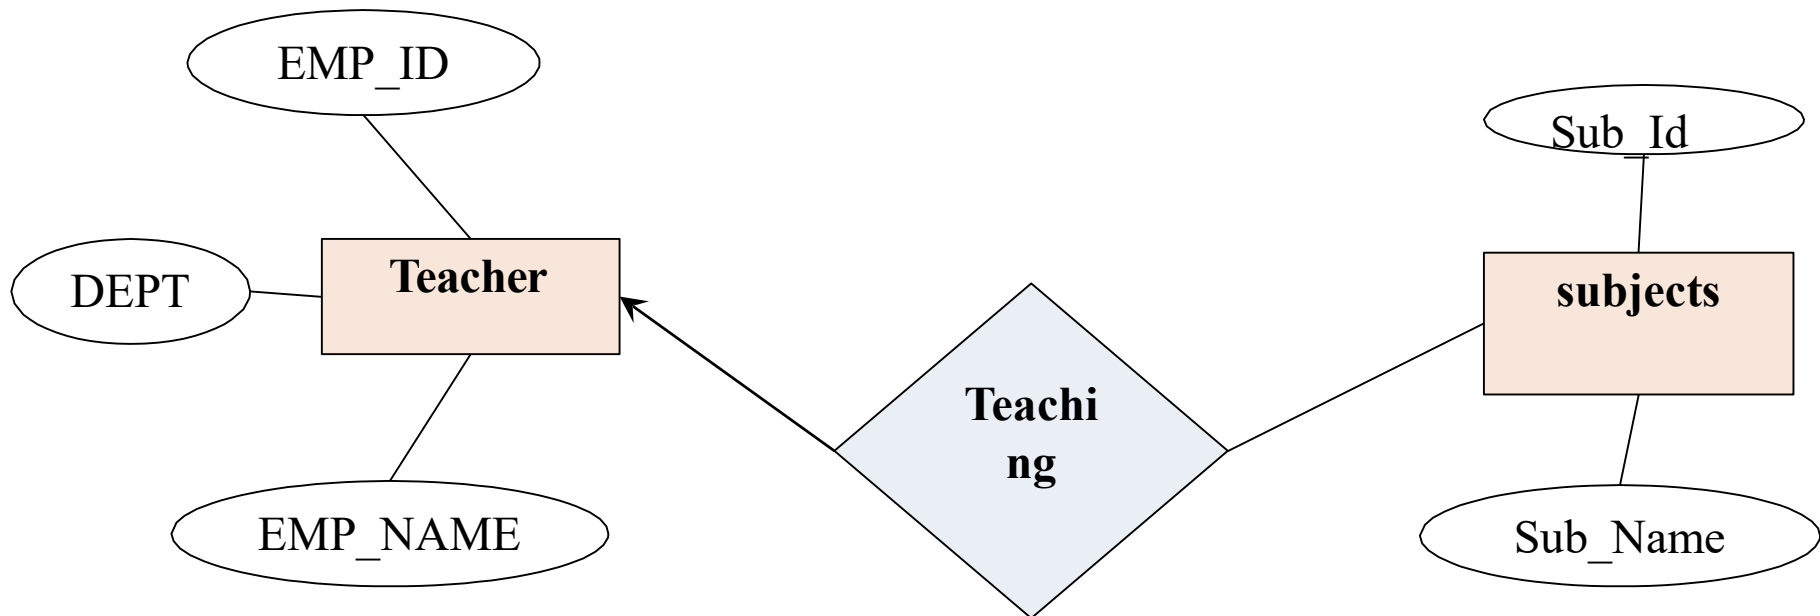 EMP_ID
Sub_Id
DEPT
Teacher
subjects
Teachi
ng
EMP_NAME
Sub_Name